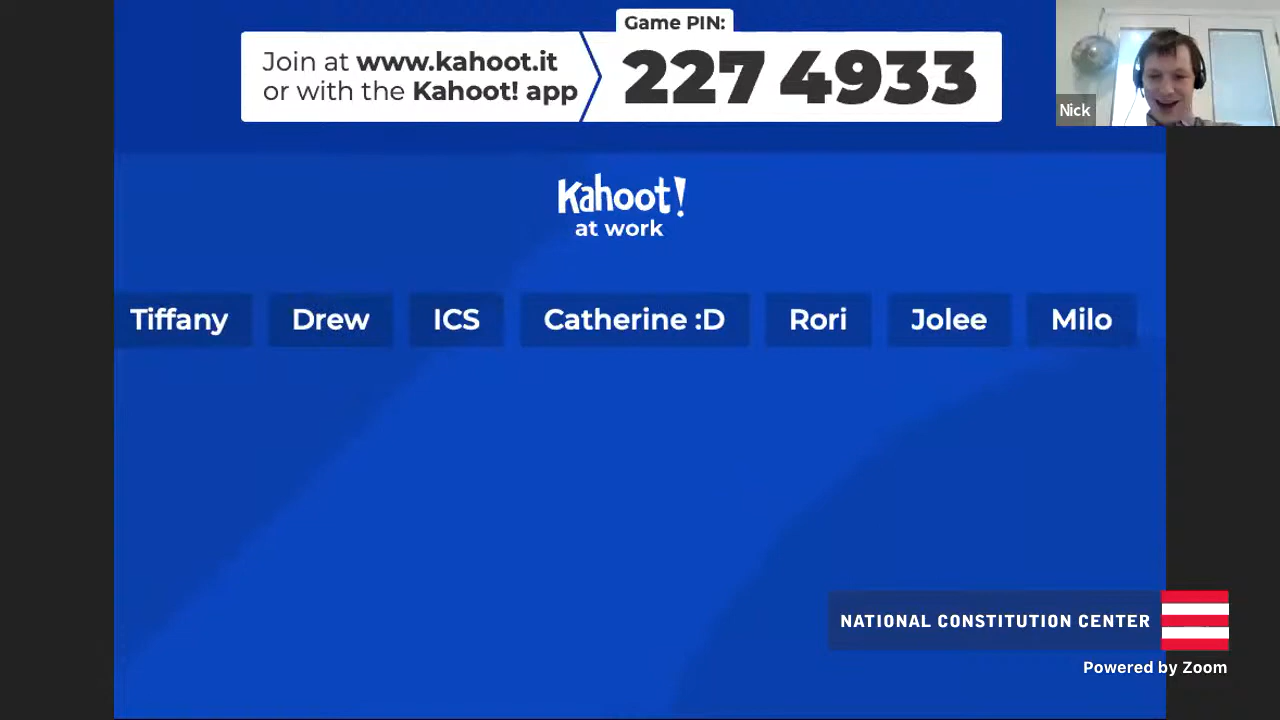 Game PIN:
Join at www.kahoot.it
or with the Kahoot! app
227 4933
Nick
Kahoot!
at work
Tiffany Drew ICS Catherine :D Rori Jolee Milo
NATIONAL CONSTITUTION CENTER
Powered by Zoom